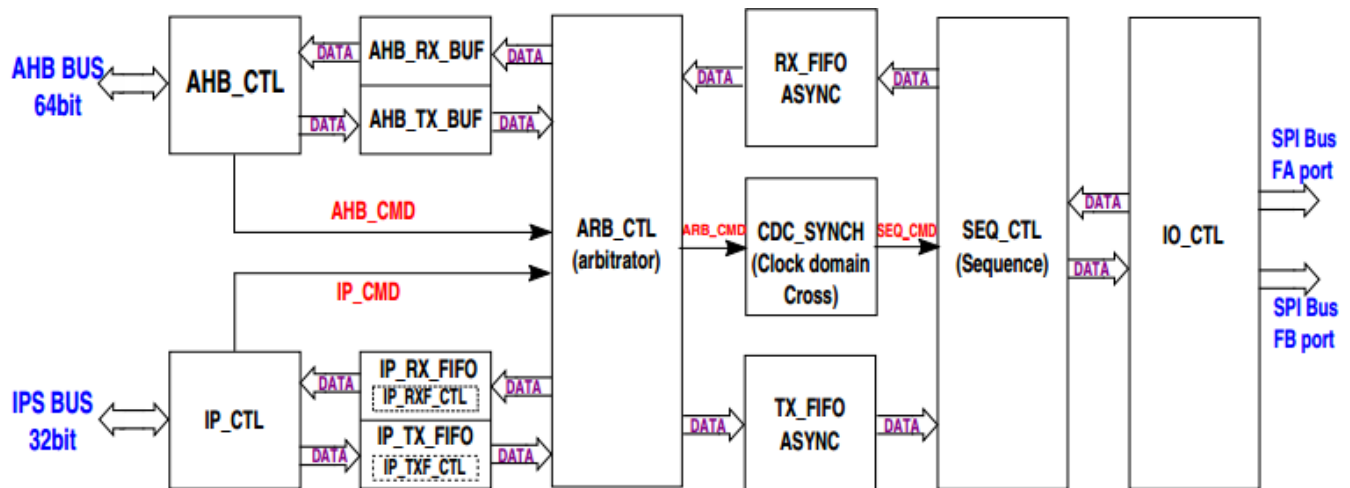 AHB BUS
64bit
AHB_CTL
DATA
DATA
AHB_RX_BUF
AHB_TX_BUF
DATA
DATA
AHB_CMD
IP_CMD
IPS BUS
32bit
IP_CTL
DATA
DATA
IP_RX_FIFO
IP_RXF_CTL
IP_TX_FIFO
IP_TXF_CTL
DATA
DATA
ARB_CTL
(arbitrator)
DATA
ARB_CMD
DATA
RX_FIFO
ASYNC
CDC_SYNCH
(Clock domain
Cross)
TX_FIFO
ASYNC
DATA
SEQ_CMD
DATA
SEQ_CTL
(Sequence)
DATA
DATA
IO_CTL
SPI Bus
FA port
SPI Bus
FB port